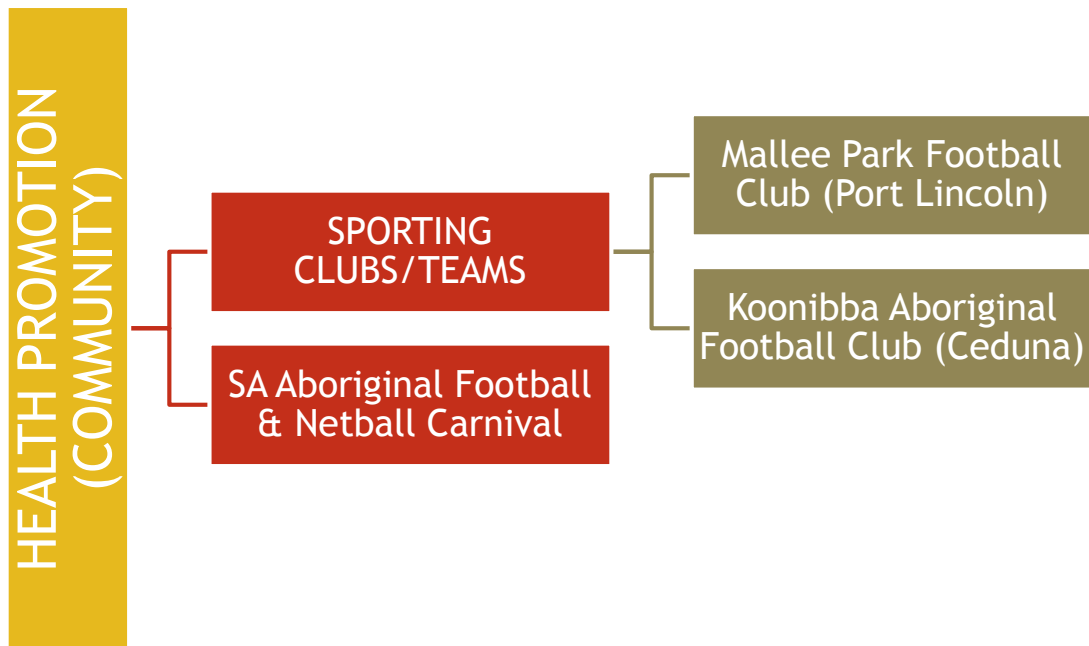 HEALTH PROMOTION
(COMMUNITY)
SPORTING
CLUBS/TEAMS
SA Aboriginal Football
& Netball Carnival
Mallee Park Football
Club (Port Lincoln)
Koonibba Aboriginal
Football Club (Ceduna)